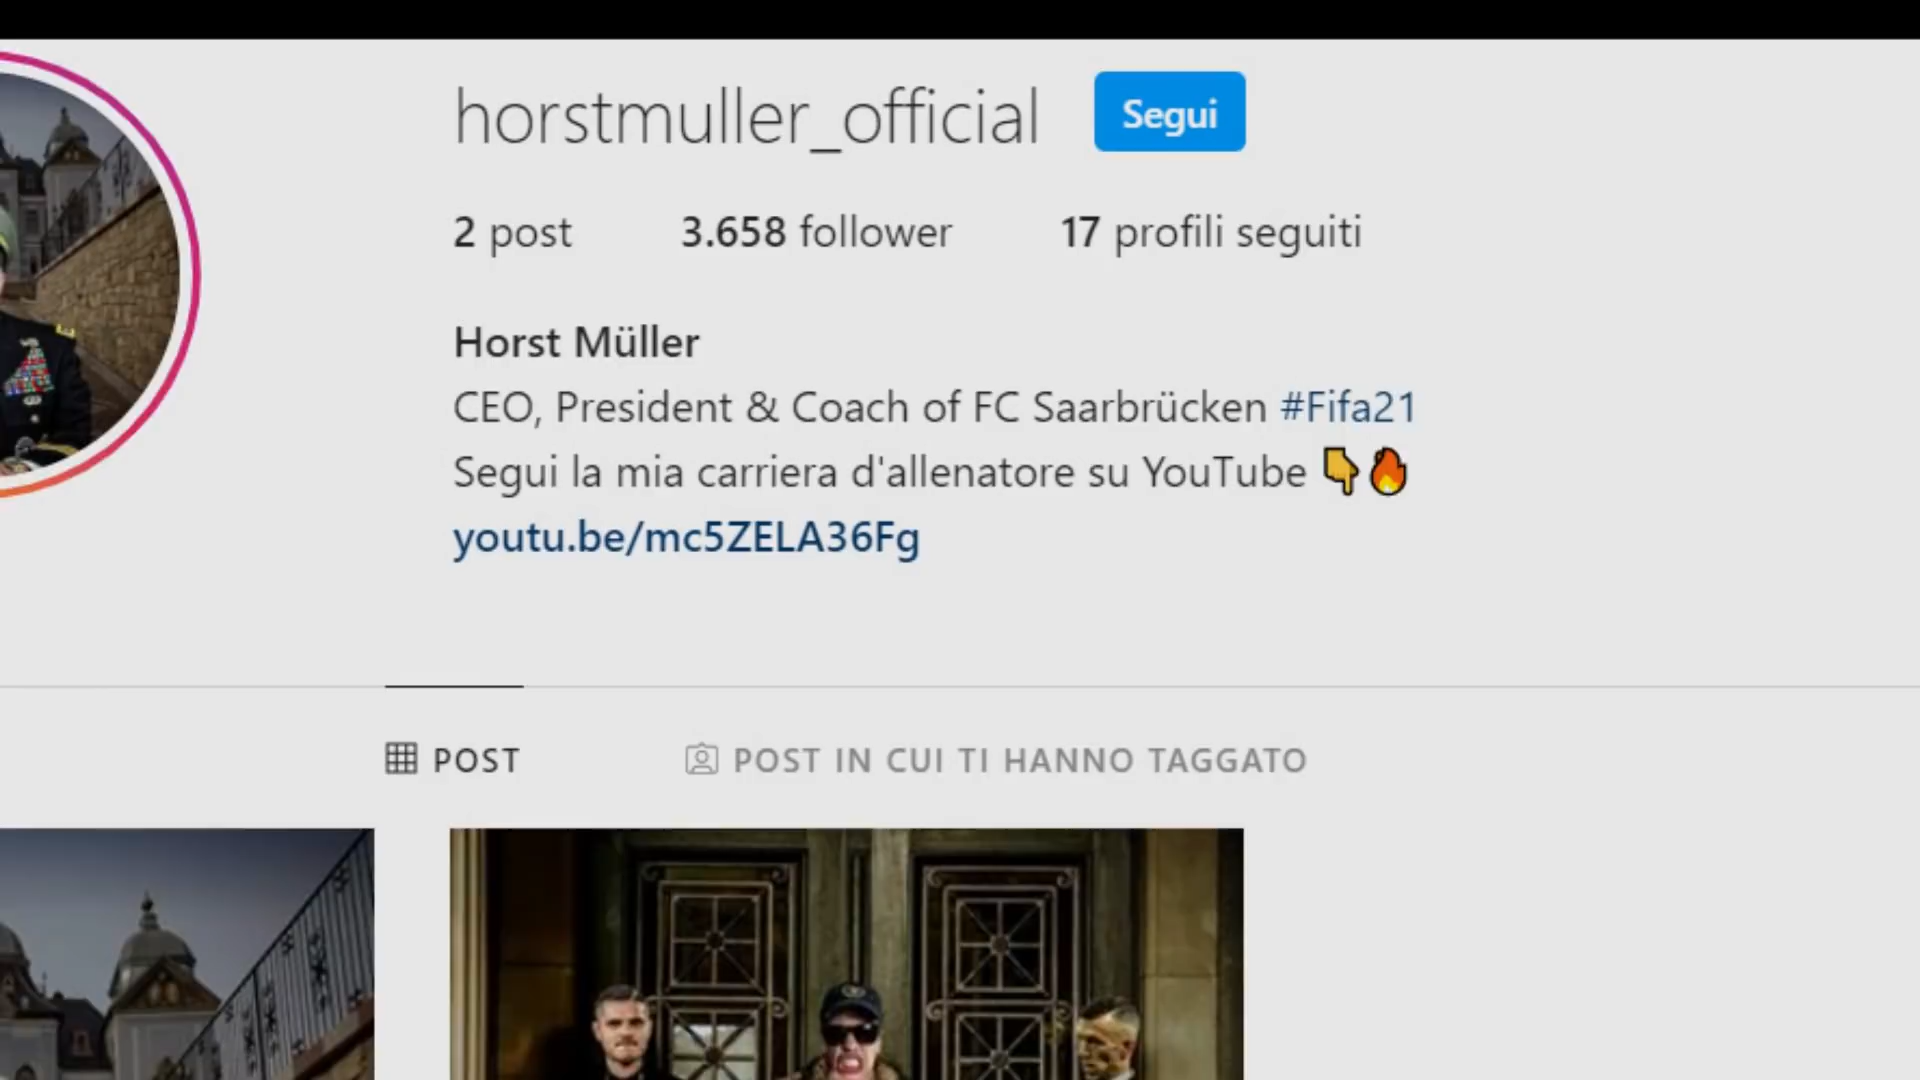 horstmuller_official Segui
2 post 3.658 follower 17 profili seguiti
Horst Müller
CEO, President & Coach of FC Saarbrücken #Fifa21
Segui la mia carriera d'allenatore su YouTube 👇🔥
youtu.be/mc5ZELA36Fg
POST POST IN CUI TI HANNO TAGGATO